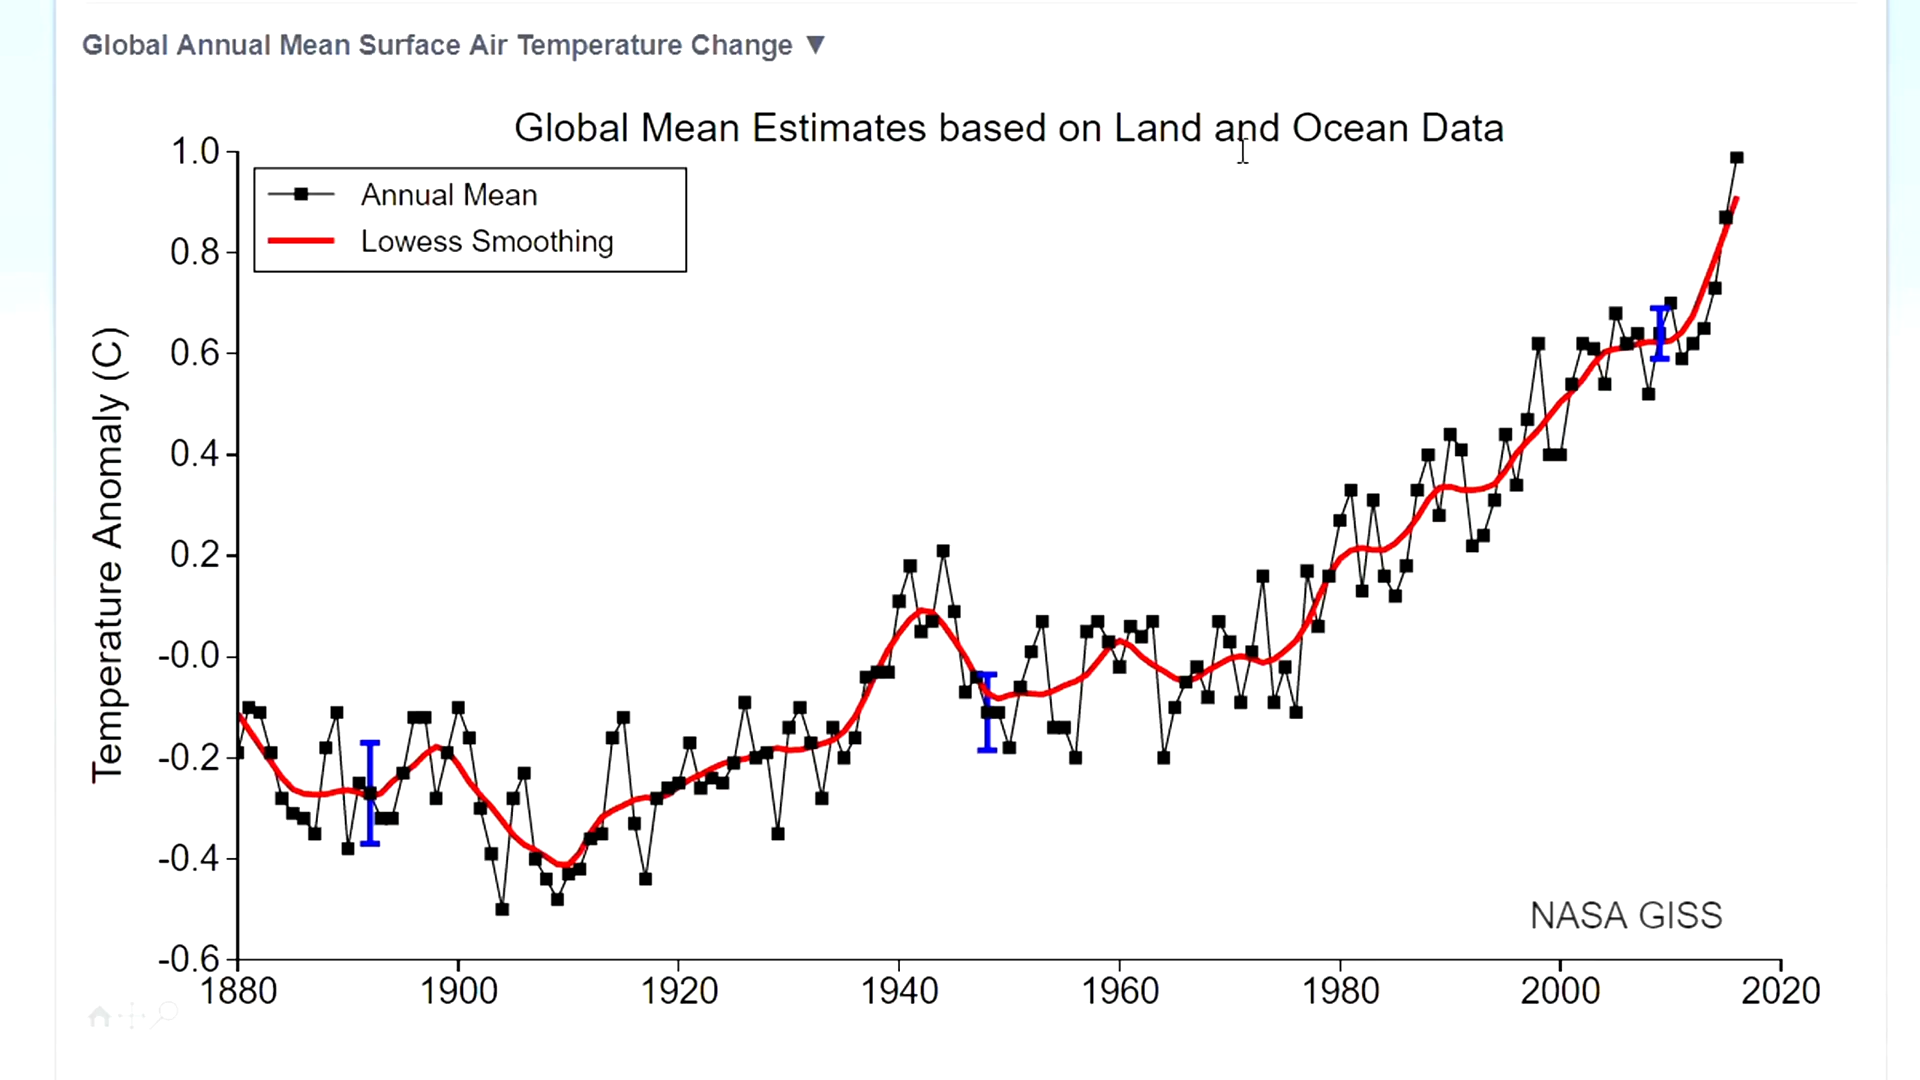 Global Annual Mean Surface Air Temperature Change ▼
Global Mean Estimates based on Land and Ocean Data
Annual Mean
Lowess Smoothing
Temperature Anomaly (C)
1.0
0.8
0.6
0.4
0.2
-0.0
-0.2
-0.4
-0.6
NASA GISS
1880 1900 1920 1940 1960 1980 2000 2020